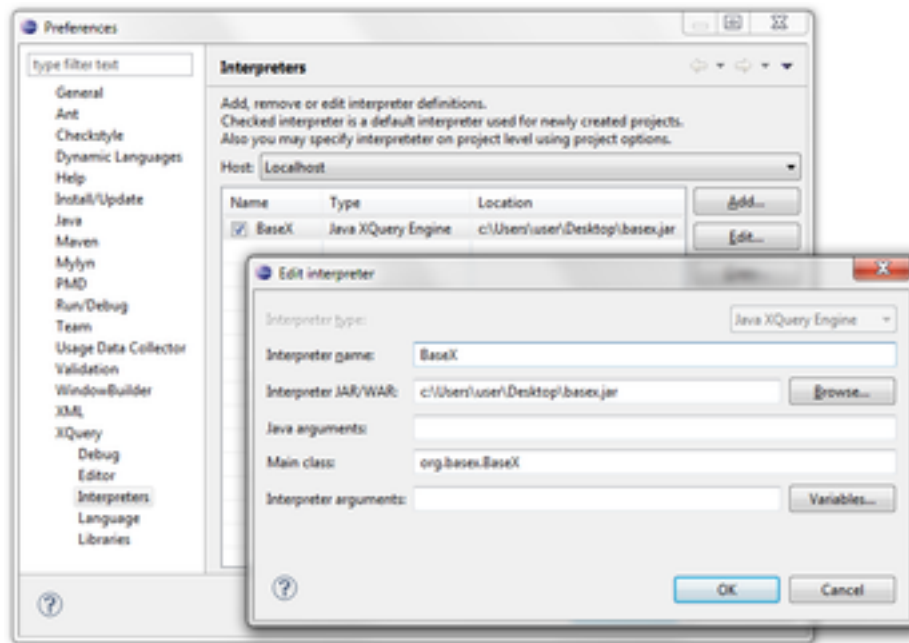 Preferences
type filter text
General
Ant
Checkstyle
Dynamic Languages
Help
Install/Update
Java
Maven
Mylyn
PMD
Run/Debug
Team
Usage Data Collector
Validation
WindowBuilder
XML
XQuery
Debug
Editor
Interpreters
Language
Libraries
Interpreters
Add, remove or edit interpreter definitions.
Checked interpreter is a default interpreter used for newly created projects.
Also you may specify interpreteter on project level using project options.
Host: Localhost
Name Type Location
BaseX Java XQuery Engine c:\Users\user\Desktop\basex.jar
Add...
Edit...
Edit interpreter
Interpreter type: Java XQuery Engine
Interpreter name: BaseX
Interpreter JAR/WAR: c:\Users\user\Desktop\basex.jar Browse...
Java arguments:
Main class: org.basex.BaseX
Interpreter arguments: Variables...
OK Cancel